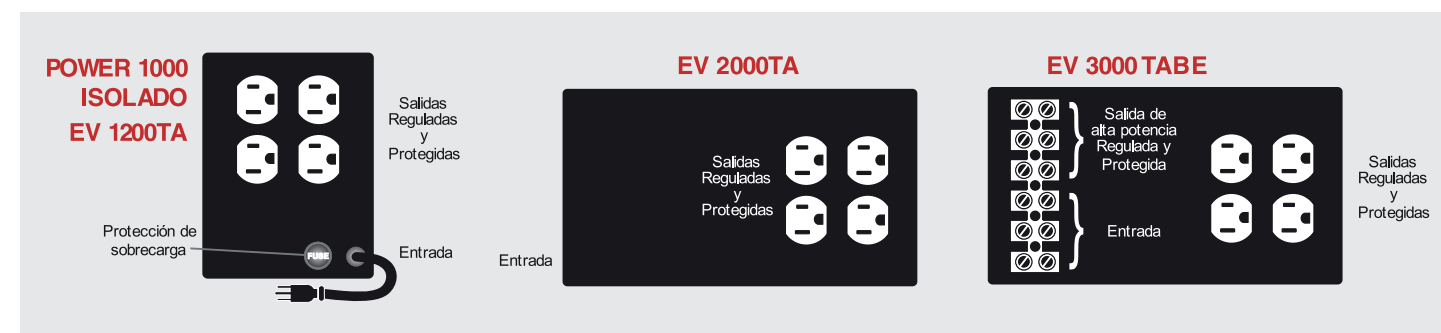 POWER 1000
ISOLADO
EV 1200TA
Salidas
Reguladas
y
Protegidas
Protección de
sobrecarga
FUSE
Entrada
EV 2000TA
Salidas
Reguladas
y
Protegidas
Entrada
EV 3000 TABE
Salida de
alta potencia
Regulada y
Protegida
Entrada
Salidas
Reguladas
y
Protegidas